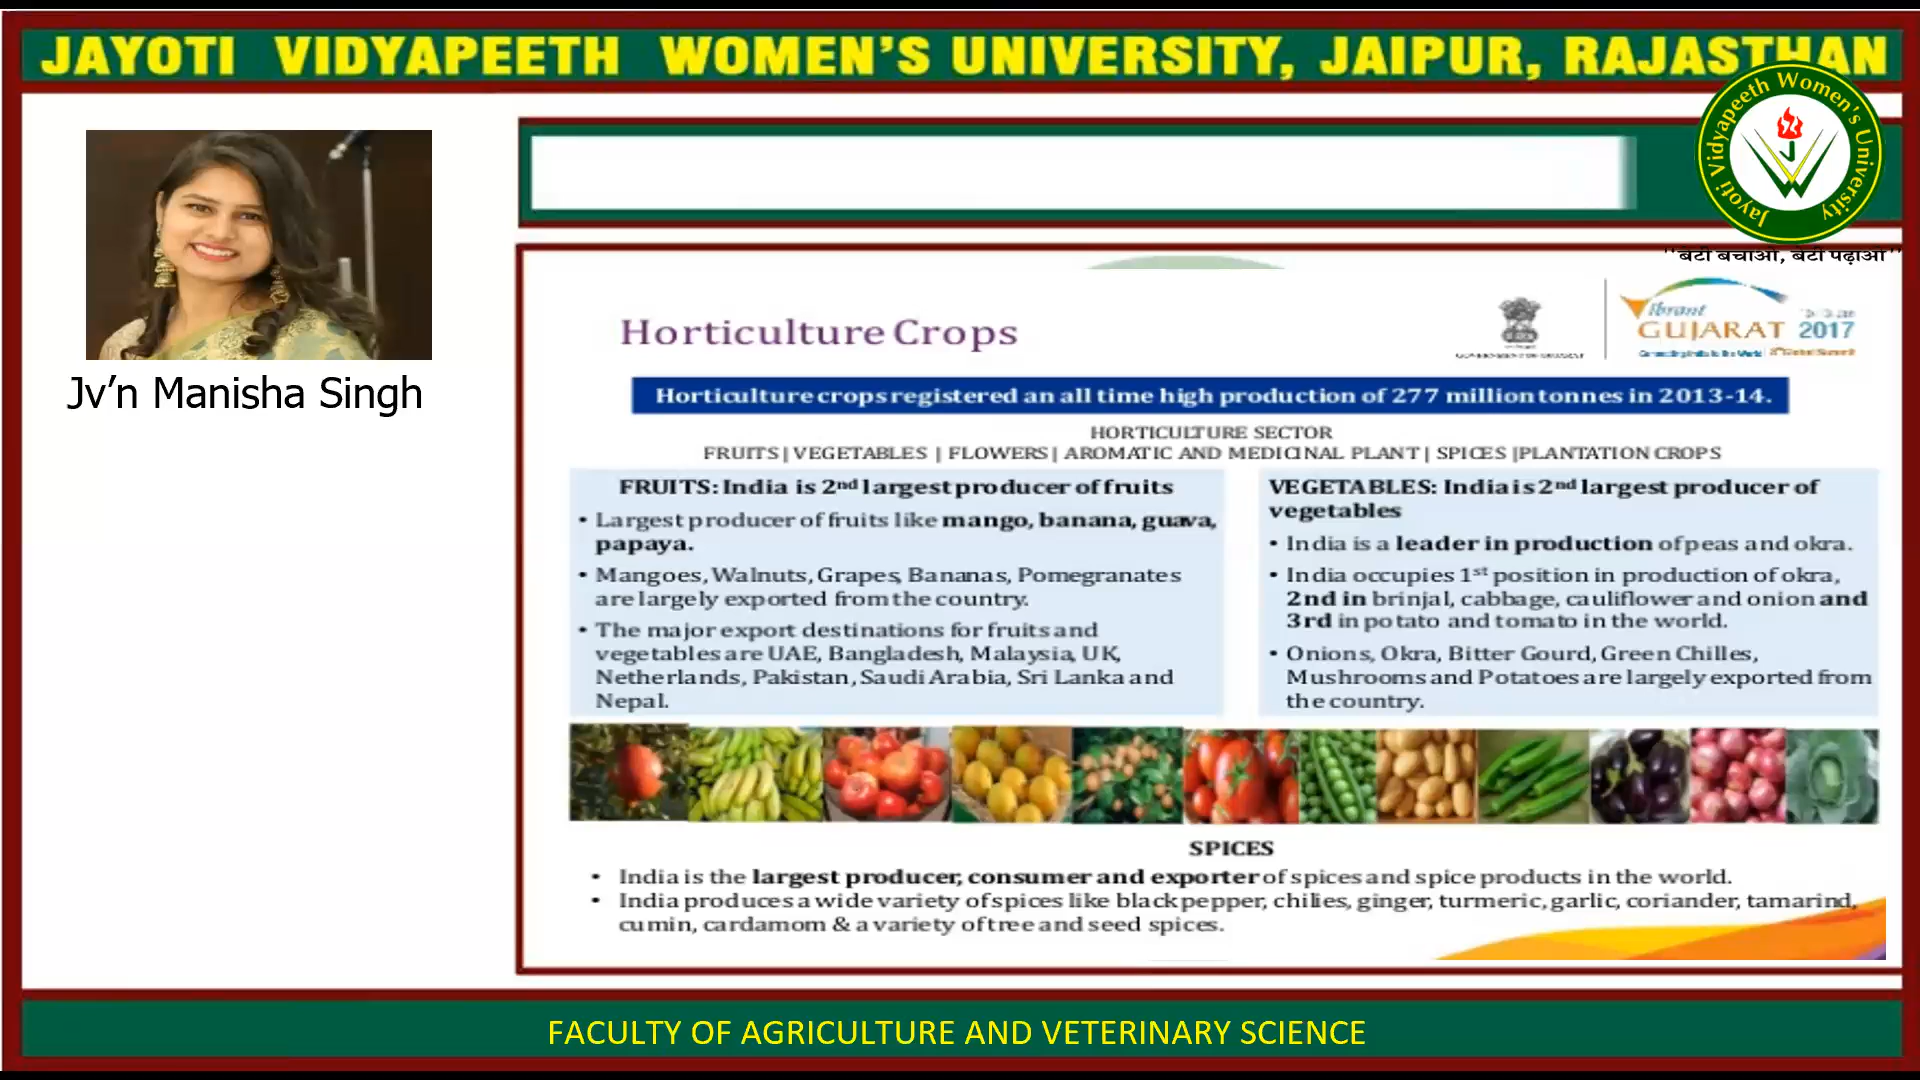 JAYOTI VIDYAPEETH WOMEN'S UNIVERSITY, JAIPUR, RAJASTHAN
Jayoti Vidyapeeth Women's University
"बेटी बचाओ, बेटी पढ़ाओ"
Jv'n Manisha Singh
Horticulture Crops
GOVERNMENT OF GUJARAT
Vibrant
GUJARAT 2017
Horticulture crops registered an all time high production of 277 million tonnes in 2013-14.
HORTICULTURE SECTOR
FRUITS | VEGETABLES | FLOWERS | AROMATIC AND MEDICINAL PLANT | SPICES |PLANTATION CROPS
FRUITS: India is 2nd largest producer of fruits
• Largest producer of fruits like mango, banana, guava,
papaya.
• Mangoes, Walnuts, Grapes, Bananas, Pomegranates
are largely exported from the country.
• The major export destinations for fruits and
vegetables are UAE, Bangladesh, Malaysia, UK,
Netherlands, Pakistan, Saudi Arabia, Sri Lanka and
Nepal.
VEGETABLES: India is 2nd largest producer of
vegetables
• India is a leader in production of peas and okra.
• India occupies 1st position in production of okra,
2nd in brinjal, cabbage, cauliflower and onion and
3rd in potato and tomato in the world.
• Onions, Okra, Bitter Gourd, Green Chilles,
Mushrooms and Potatoes are largely exported from
the country.
SPICES
• India is the largest producer, consumer and exporter of spices and spice products in the world.
• India produces a wide variety of spices like black pepper, chilies, ginger, turmeric, garlic, coriander, tamarind,
cumin, cardamom & a variety of tree and seed spices.
FACULTY OF AGRICULTURE AND VETERINARY SCIENCE